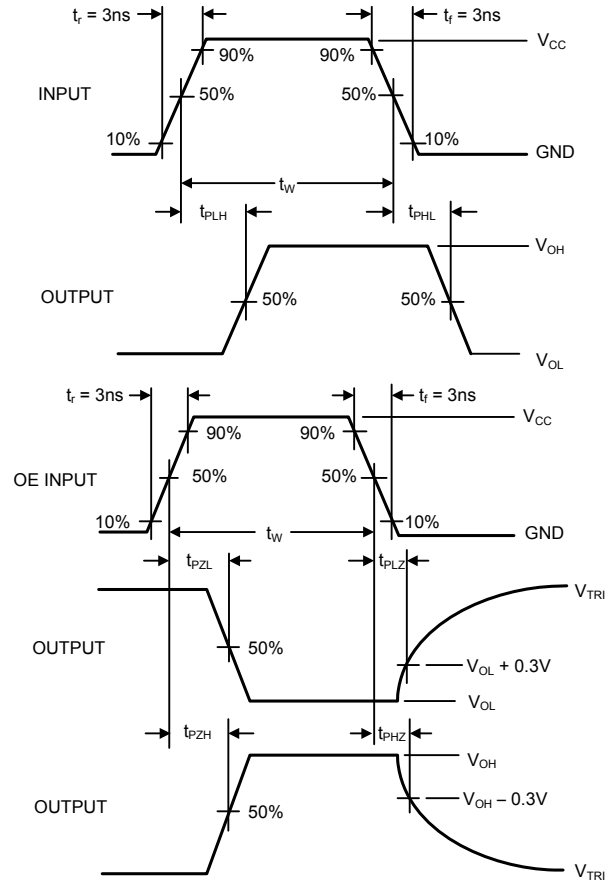 tr = 3ns
tf = 3ns
VCC
90%
90%
INPUT
50%
50%
10%
10%
GND
tW
tPLH
tPHL
VOH
OUTPUT
50%
50%
VOL
tr = 3ns
tf = 3ns
VCC
90%
90%
OE INPUT
50%
50%
10%
10%
tW
GND
tPZL
tPLZ
VTRI
OUTPUT
50%
VOL + 0.3V
VOL
tPZH
tPHZ
VOH
OUTPUT
50%
VOH – 0.3V
VTRI